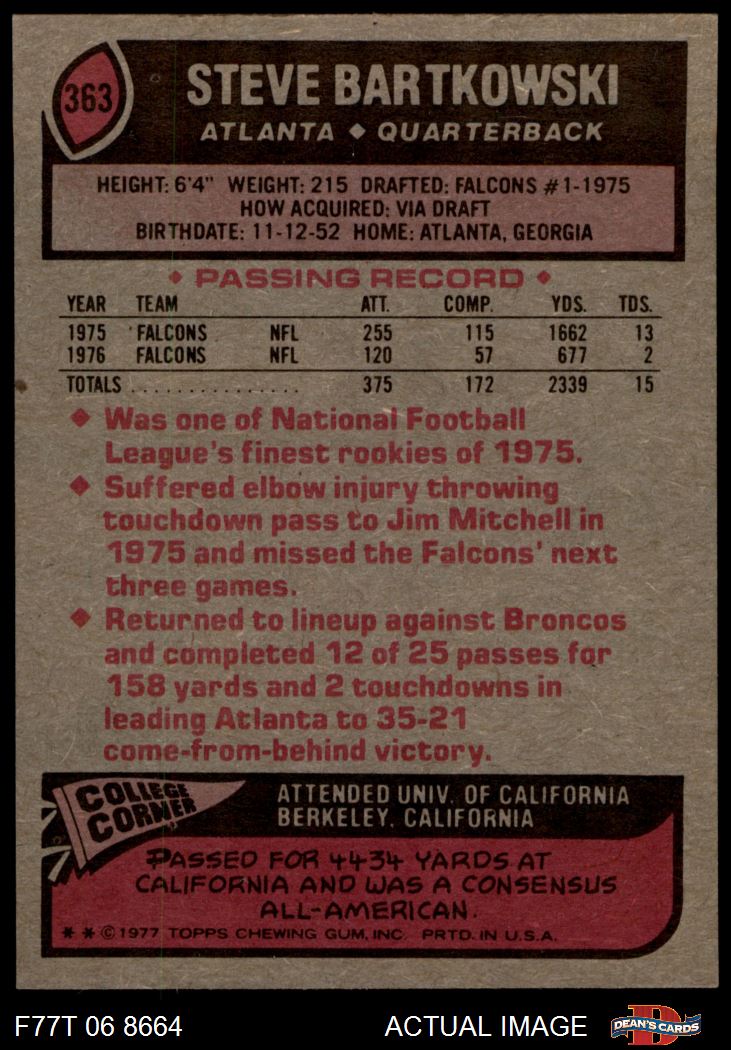 363
STEVE BARTKOWSKI
ATLANTA ◆ QUARTERBACK
HEIGHT: 6'4" WEIGHT: 215 DRAFTED: FALCONS #1-1975
HOW ACQUIRED: VIA DRAFT
BIRTHDATE: 11-12-52 HOME: ATLANTA, GEORGIA
◆ PASSING RECORD ◆
YEAR TEAM ATT. COMP. YDS. TDS.
1975 FALCONS NFL 255 115 1662 13
1976 FALCONS NFL 120 57 677 2
TOTALS ................ 375 172 2339 15
◆ Was one of National Football
League's finest rookies of 1975.
◆ Suffered elbow injury throwing
touchdown pass to Jim Mitchell in
1975 and missed the Falcons' next
three games.
◆ Returned to lineup against Broncos
and completed 12 of 25 passes for
158 yards and 2 touchdowns in
leading Atlanta to 35-21
come-from-behind victory.
COLLEGE
CORNER
ATTENDED UNIV. OF CALIFORNIA
BERKELEY, CALIFORNIA
PASSED FOR 4434 YARDS AT
CALIFORNIA AND WAS A CONSENSUS
ALL-AMERICAN.
* * © 1977 TOPPS CHEWING GUM, INC. PRTD. IN U.S.A.
F77T 06 8664
ACTUAL IMAGE
D
DEAN'S CARDS